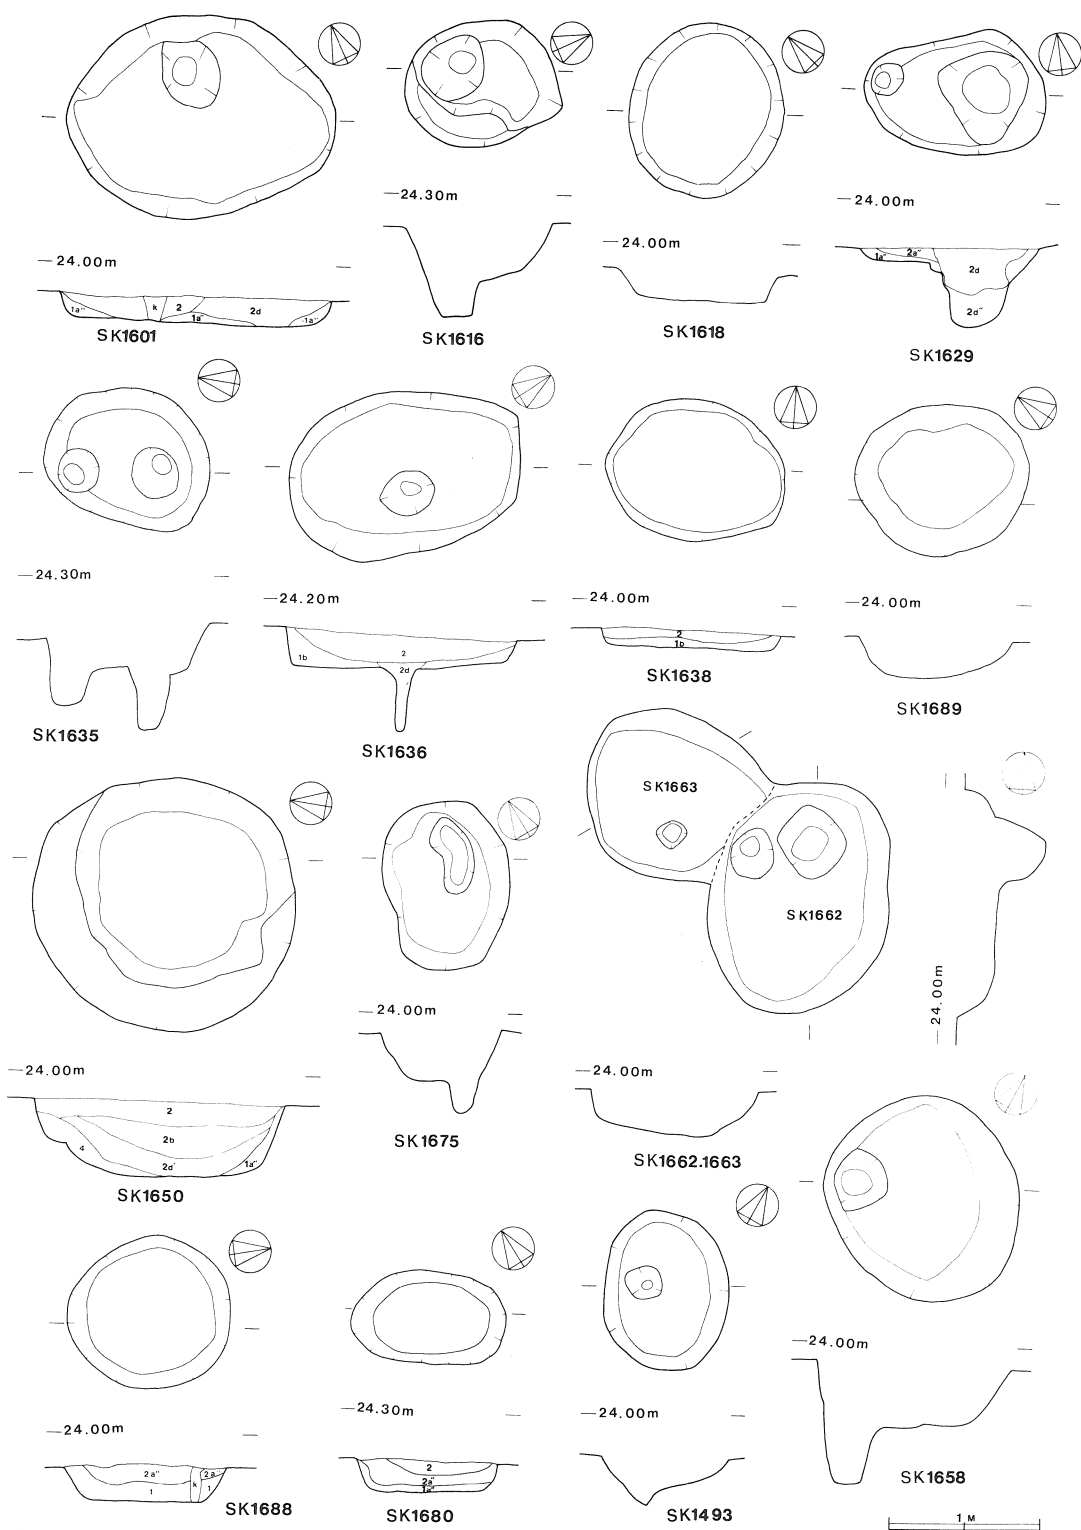 —24.00m
1a''
k
2
1a''
2d
1a''
SK1601
—24.30m
SK1616
—24.00m
SK1618
—24.00m
1a''
2a''
2d
2d''
SK1629
—24.30m
SK1635
—24.20m
1b
2
2d
SK1636
—24.00m
2
1b
SK1638
—24.00m
SK1689
—24.00m
2
2b
4
2d'
1a''
SK1650
—24.00m
SK1675
SK1663
SK1662
—24.00m
—24.00m
SK1662.1663
—24.00m
2a''
1
k
2a
1
SK1688
—24.30m
2
2a''
1a''
SK1680
—24.00m
SK1493
—24.00m
SK1658
1 M